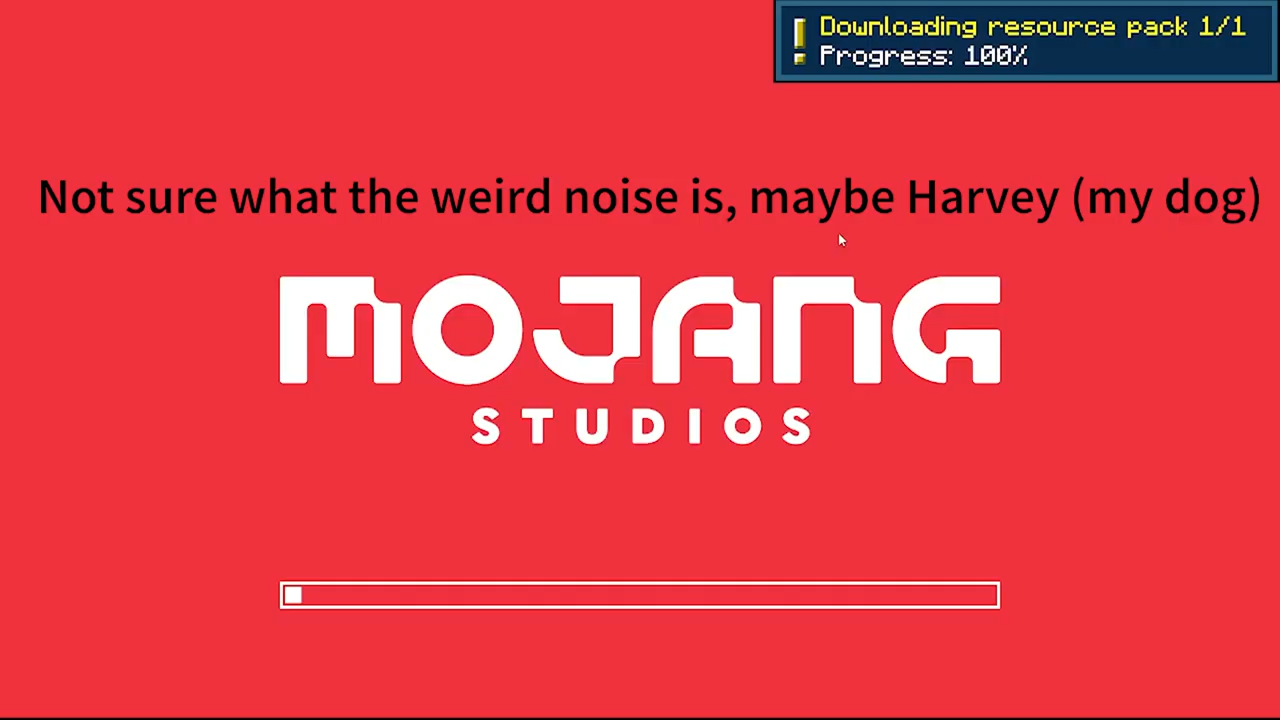 Downloading resource pack 1/1
Progress: 100%
Not sure what the weird noise is, maybe Harvey (my dog)
MOJANG
STUDIOS